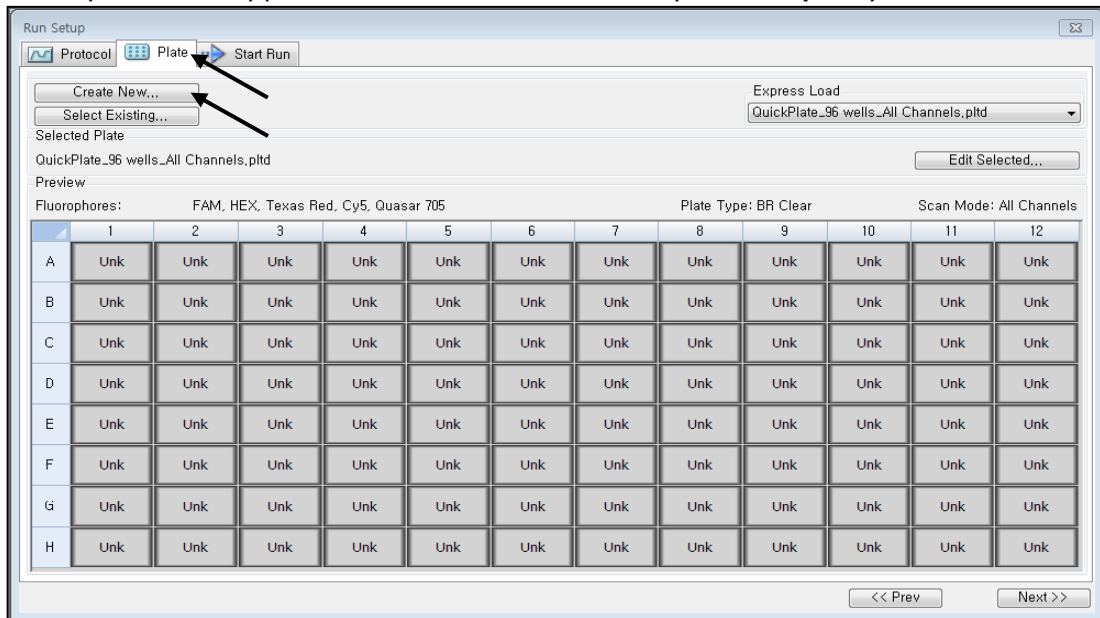 Run Setup
Protocol Plate Start Run
Create New...
Select Existing...
Express Load
QuickPlate_96 wells_All Channels.pltd
Selected Plate
QuickPlate_96 wells_All Channels.pltd
Edit Selected...
Preview
Fluorophores: FAM, HEX, Texas Red, Cy5, Quasar 705 Plate Type: BR Clear Scan Mode: All Channels
1 2 3 4 5 6 7 8 9 10 11 12
A Unk Unk Unk Unk Unk Unk Unk Unk Unk Unk Unk Unk
B Unk Unk Unk Unk Unk Unk Unk Unk Unk Unk Unk Unk
C Unk Unk Unk Unk Unk Unk Unk Unk Unk Unk Unk Unk
D Unk Unk Unk Unk Unk Unk Unk Unk Unk Unk Unk Unk
E Unk Unk Unk Unk Unk Unk Unk Unk Unk Unk Unk Unk
F Unk Unk Unk Unk Unk Unk Unk Unk Unk Unk Unk Unk
G Unk Unk Unk Unk Unk Unk Unk Unk Unk Unk Unk Unk
H Unk Unk Unk Unk Unk Unk Unk Unk Unk Unk Unk Unk
<< Prev Next >>